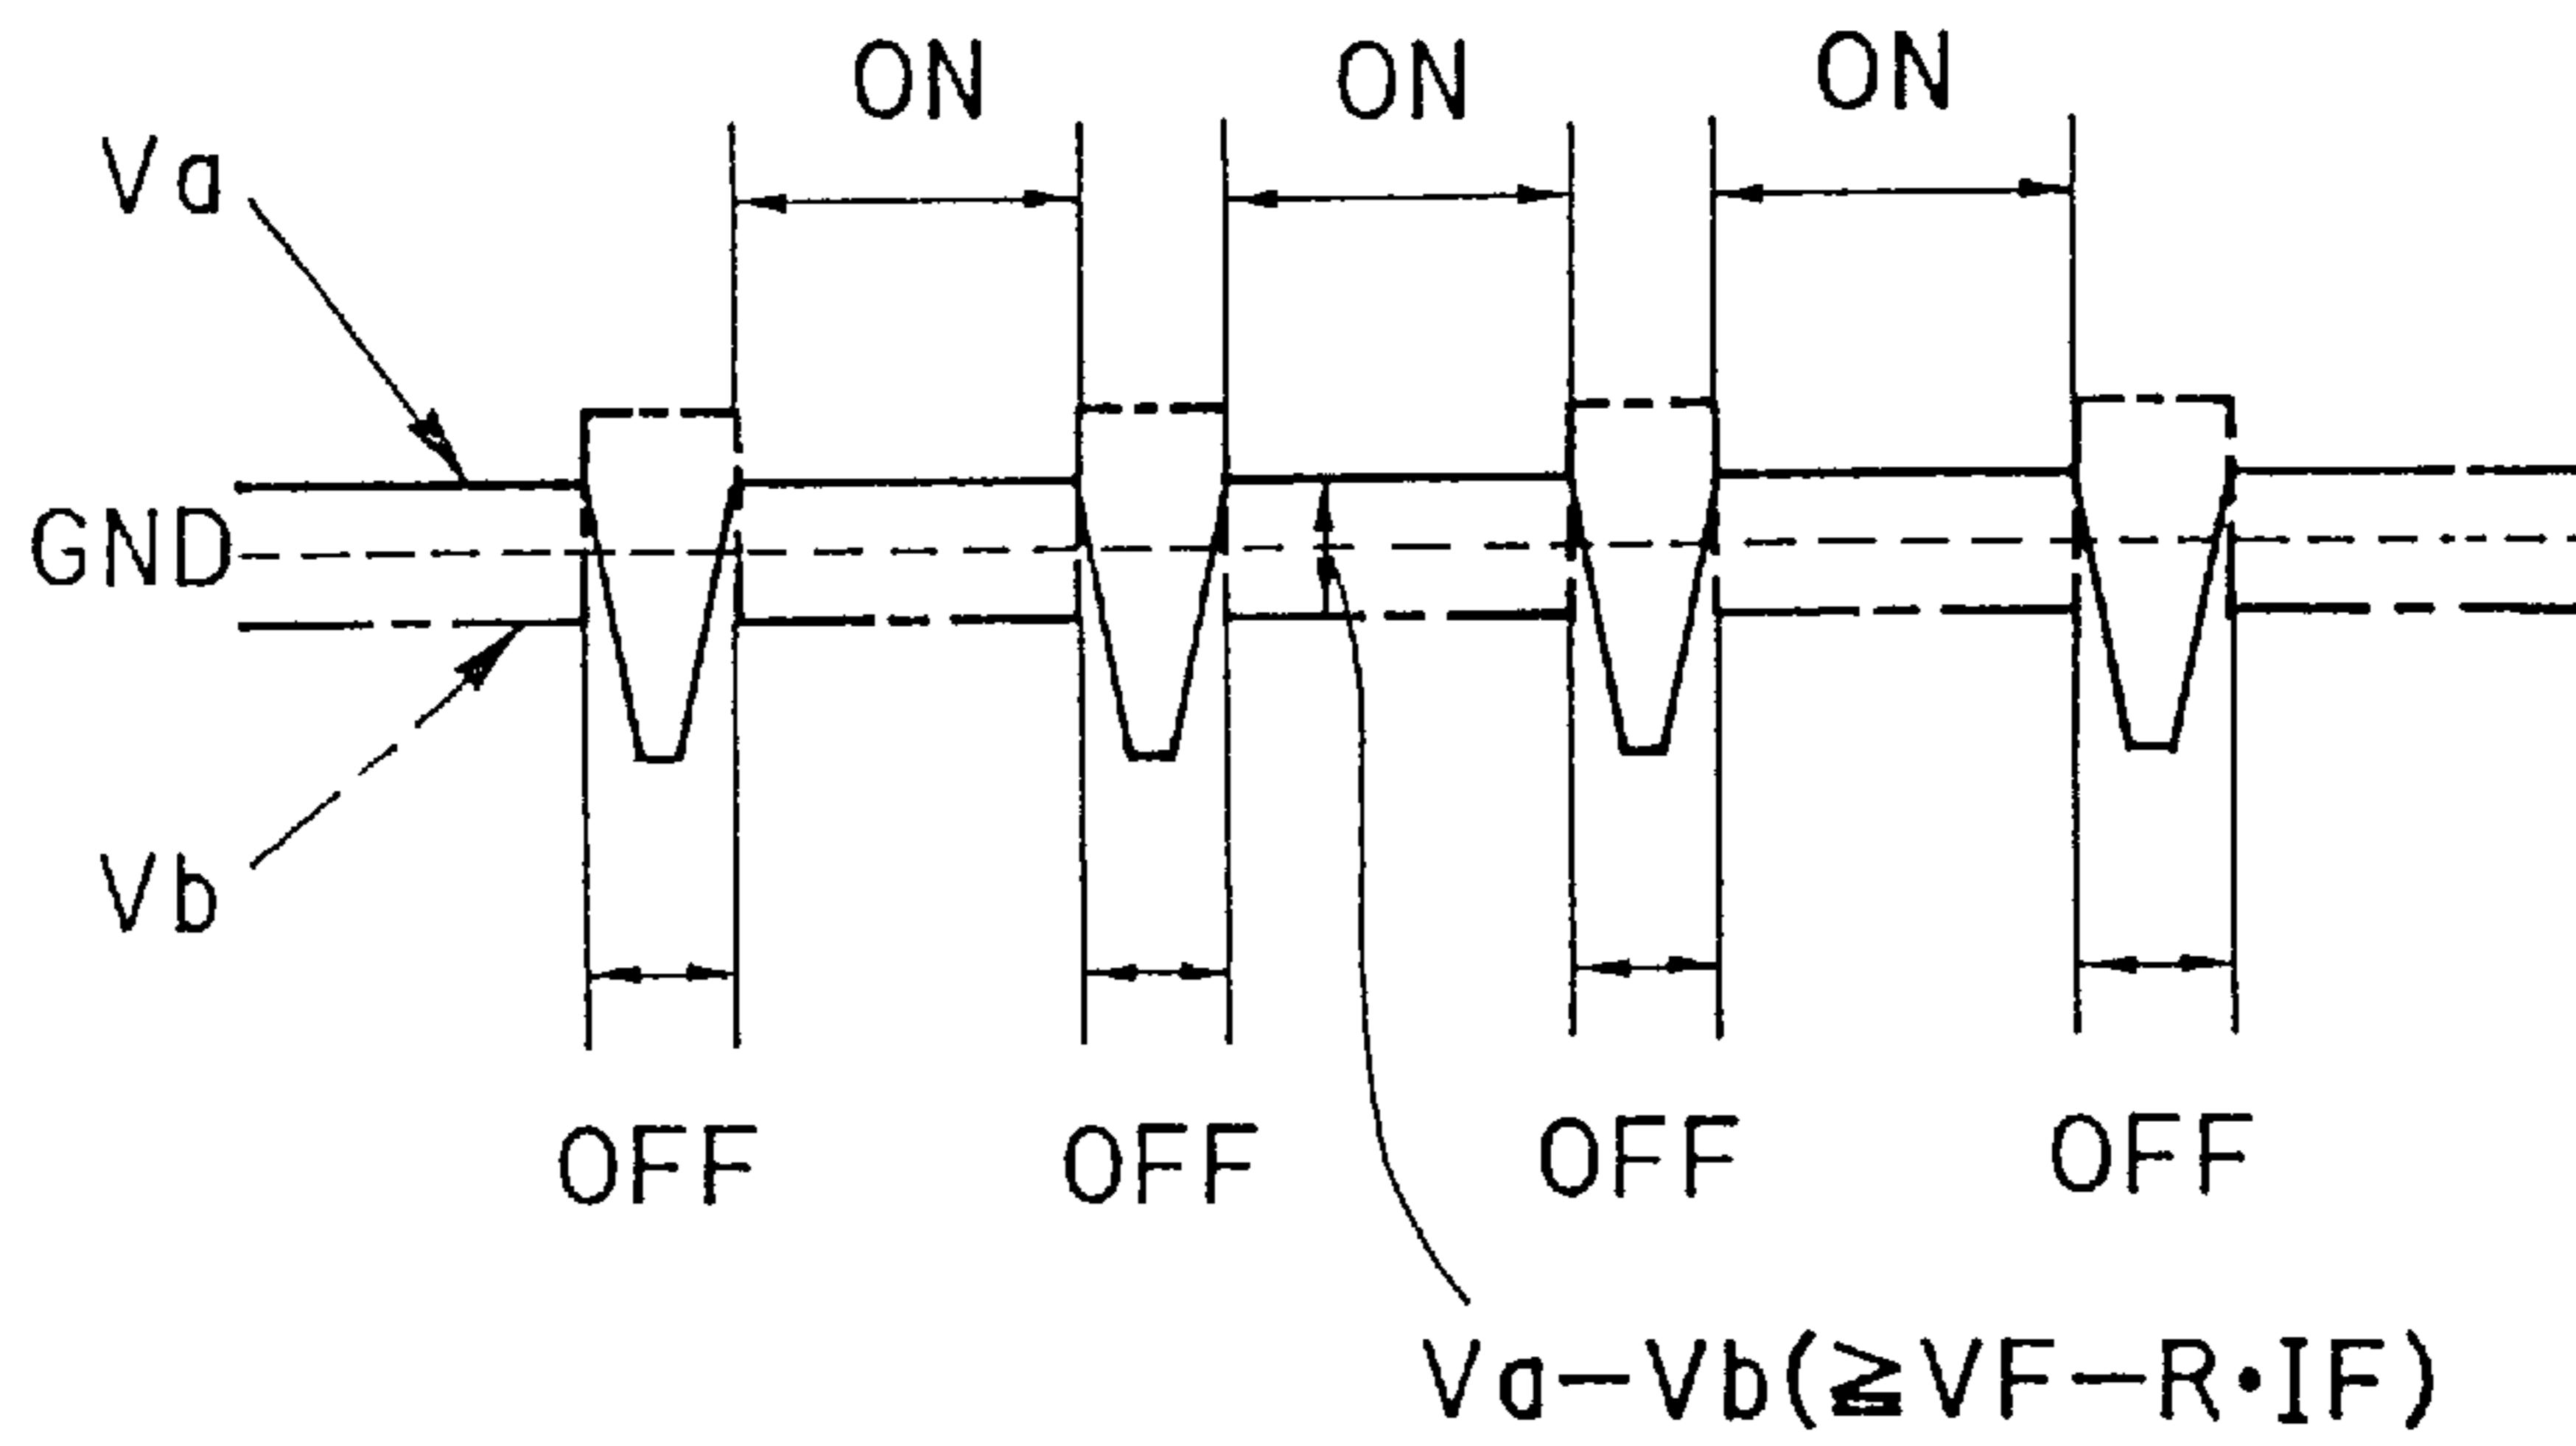 ON ON ON
Va
GND
Vb
OFF OFF OFF OFF
Va-Vb(≧VF-R·IF)